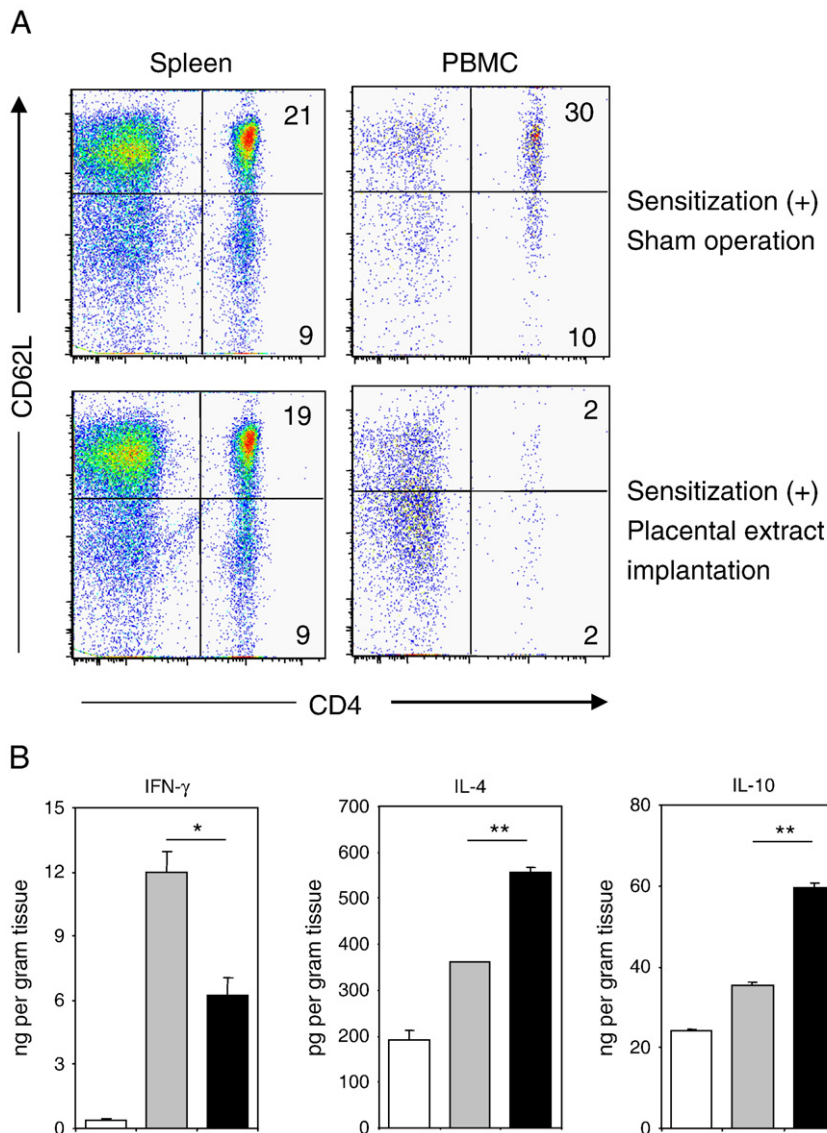 A
Spleen PBMC
21 30
9 10
Sensitization (+)
Sham operation
19 2
9 2
Sensitization (+)
Placental extract
implantation
CD62L
CD4
B
IFN-γ
ng per gram tissue
15
12
9
6
3
0
*
IL-4
pg per gram tissue
700
600
500
400
300
200
100
0
**
IL-10
ng per gram tissue
80
60
40
20
0
**